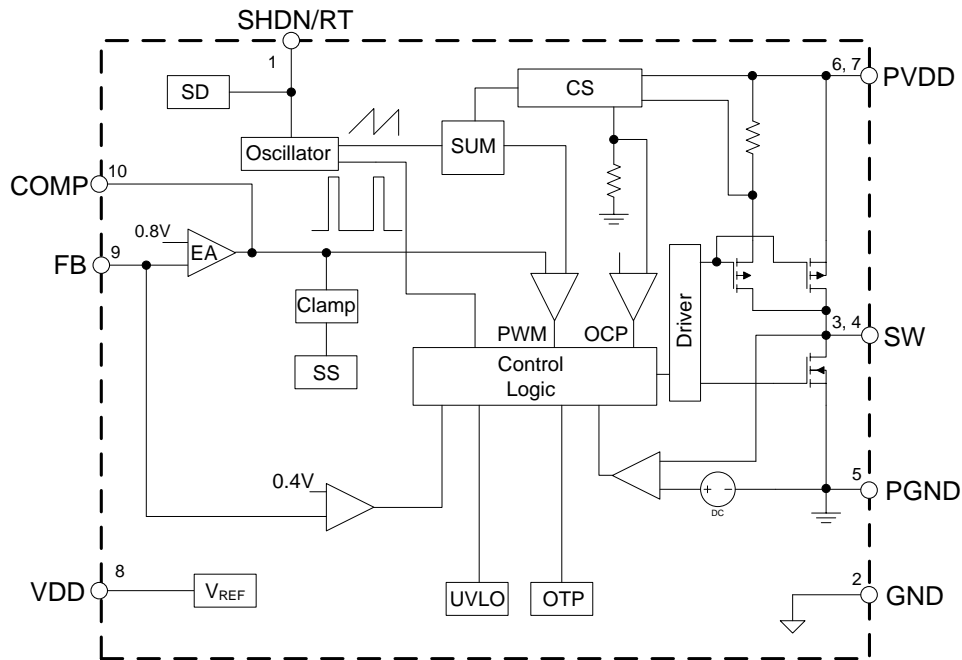 SHDN/RT
1
6, 7
PVDD
SD
CS
Oscillator
SUM
10
COMP
0.8V
EA
9
FB
Clamp
Driver
3, 4
SW
PWM
OCP
SS
Control
Logic
0.4V
+ -
DC
5
PGND
8
VDD
VREF
UVLO
OTP
2
GND